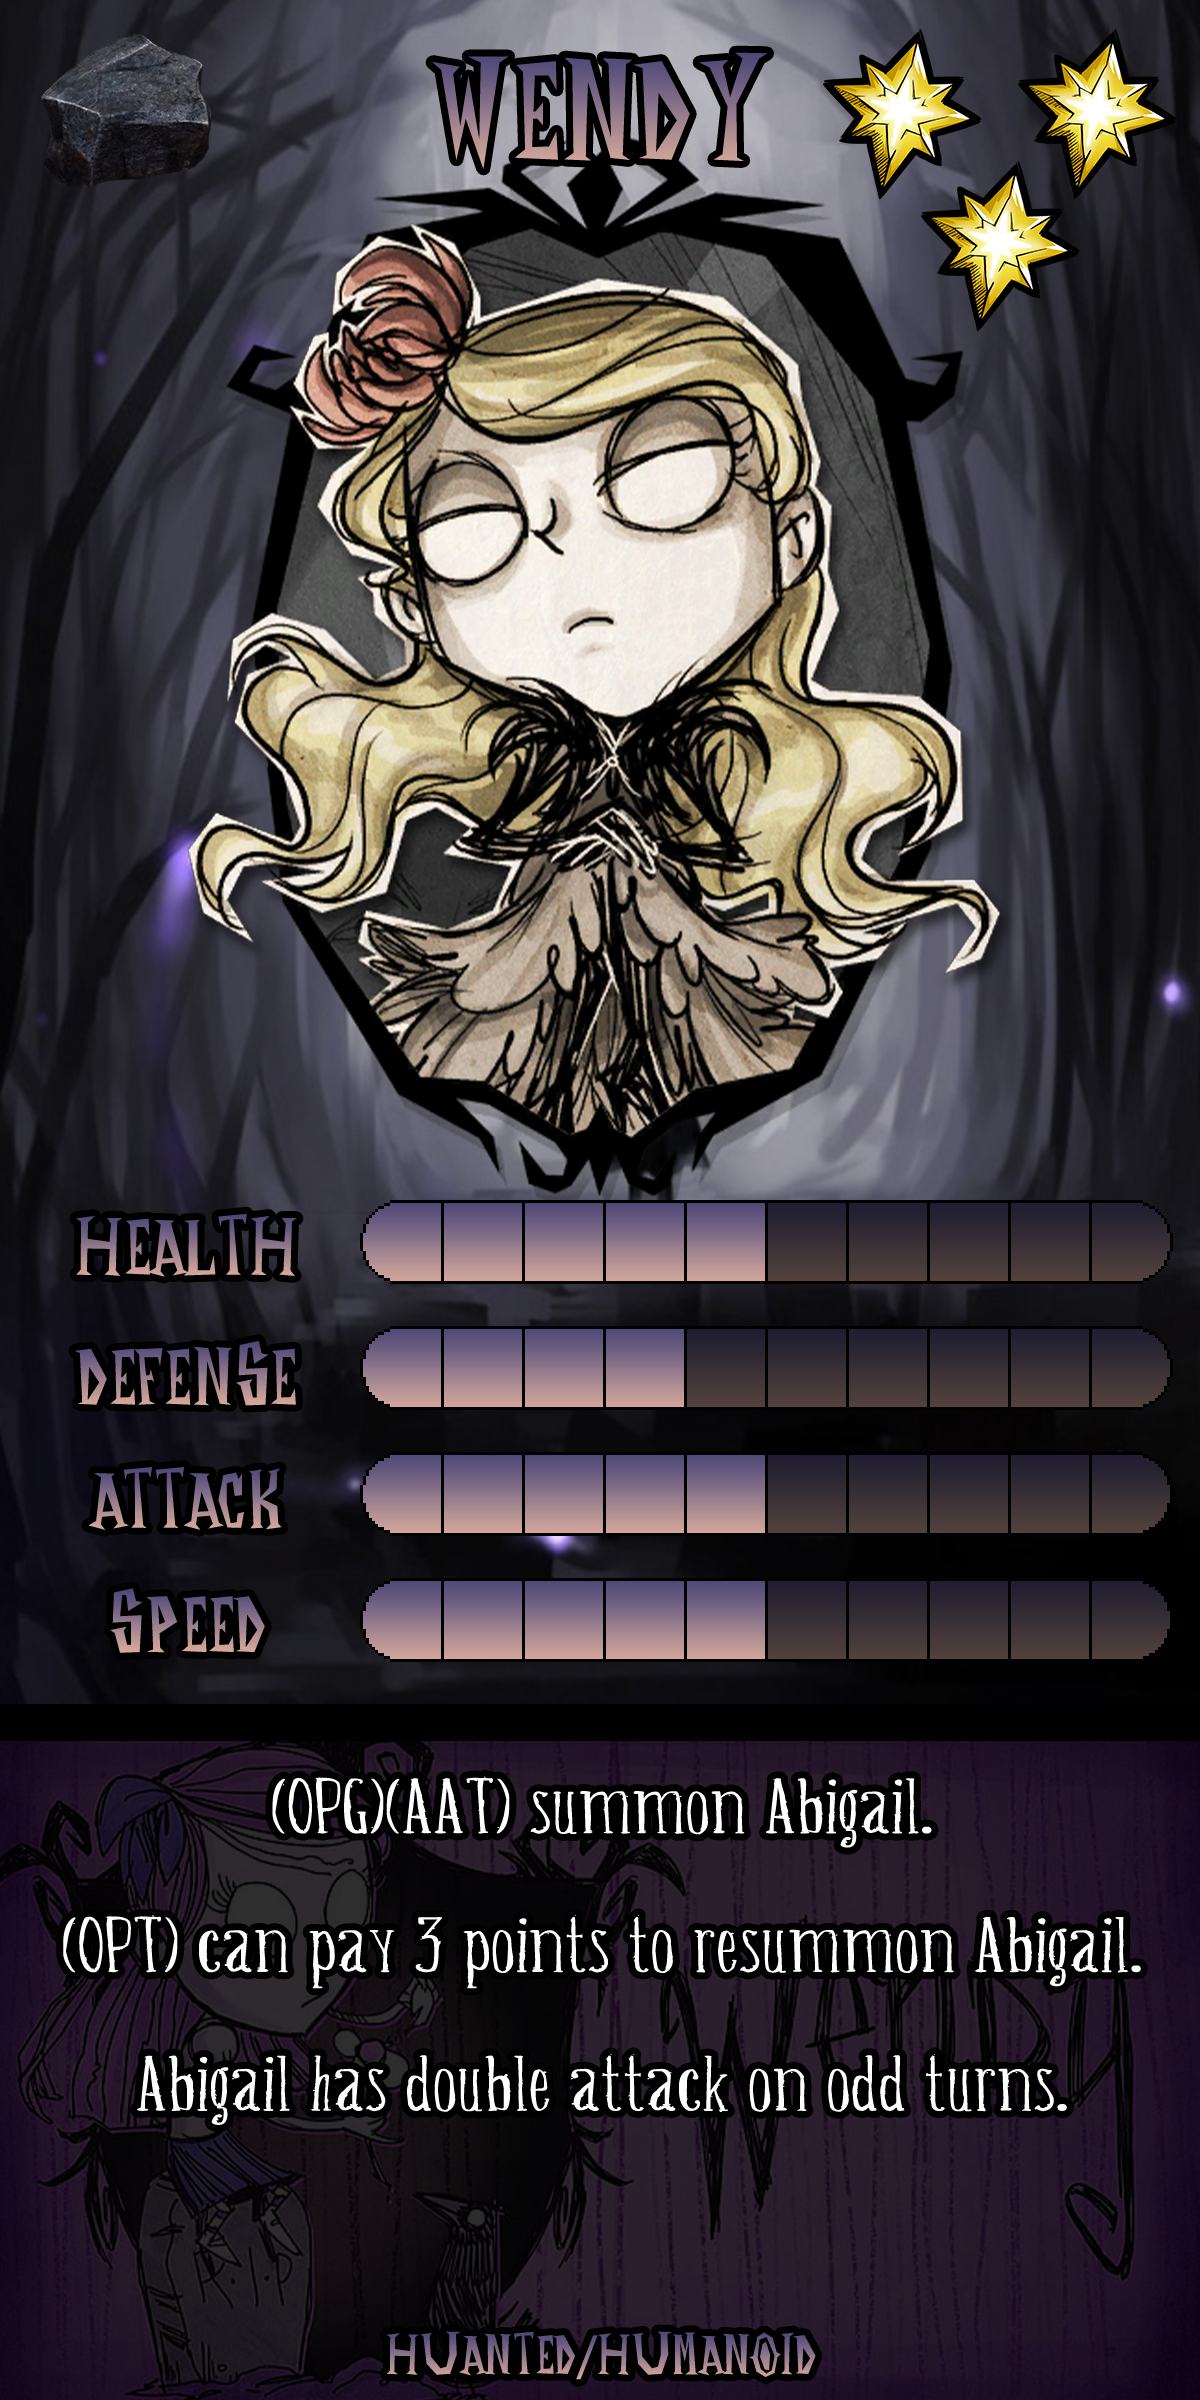 WENDY
HEALTH
DEFENSE
ATTACK
SPEED
(OPG)(AAT) summon Abigail.
(OPT) can pay 3 points to resummon Abigail.
Abigail has double attack on odd turns.
Wendy
R.I.P
HUANTED/HUMANOID